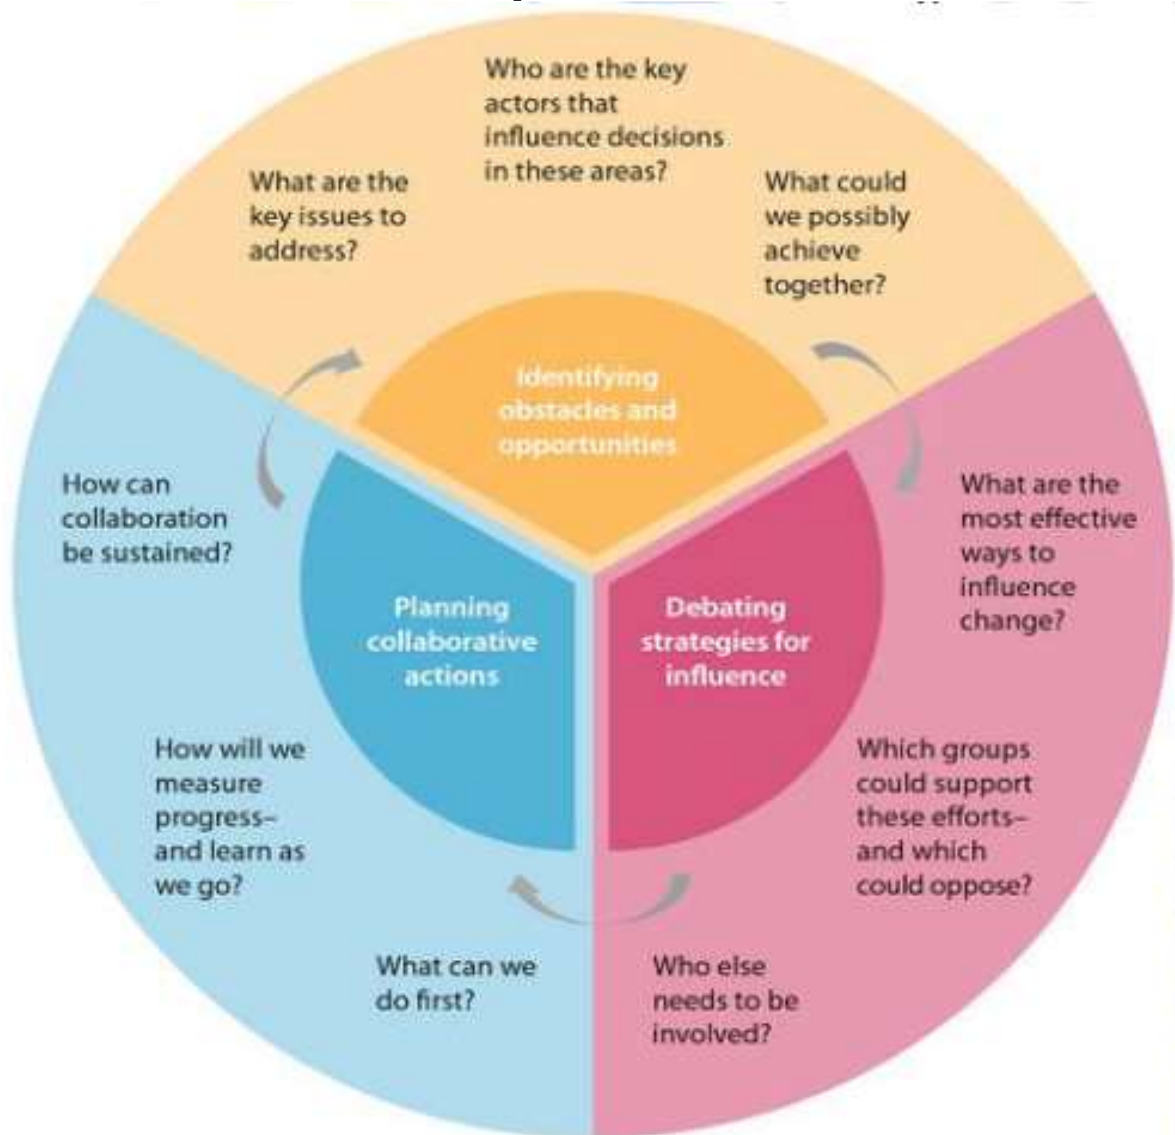 Who are the key
actors that
influence decisions
in these areas?
What are the
key issues to
address?
What could
we possibly
achieve
together?
Identifying
obstacles and
opportunities
How can
collaboration
be sustained?
What are the
most effective
ways to
influence
change?
Planning
collaborative
actions
Debating
strategies for
influence
How will we
measure
progress–
and learn as
we go?
Which groups
could support
these efforts–
and which
could oppose?
What can we
do first?
Who else
needs to be
involved?